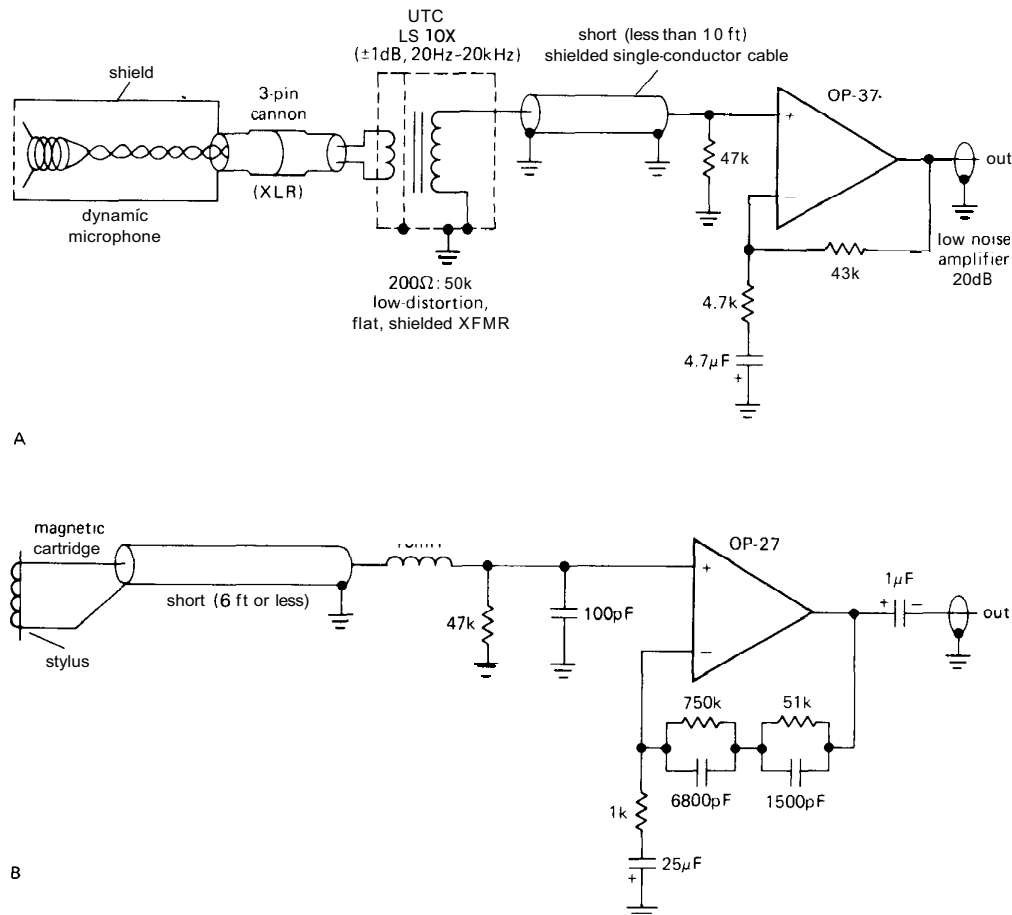 UTC
LS 10X
(±1dB, 20Hz–20kHz)
short (less than 10 ft)
shielded single-conductor cable
shield
3-pin
cannon
OP-37
+
out
47k
(XLR)
dynamic
microphone
−
low noise
amplifier
20dB
43k
200Ω : 50k
low-distortion,
flat, shielded XFMR
4.7k
4.7µF
+
A
magnetic
cartridge
OP-27
1µF
+
+ −
out
short (6 ft or less)
47k
100pF
stylus
−
750k
51k
6800pF
1500pF
1k
25µF
+
B